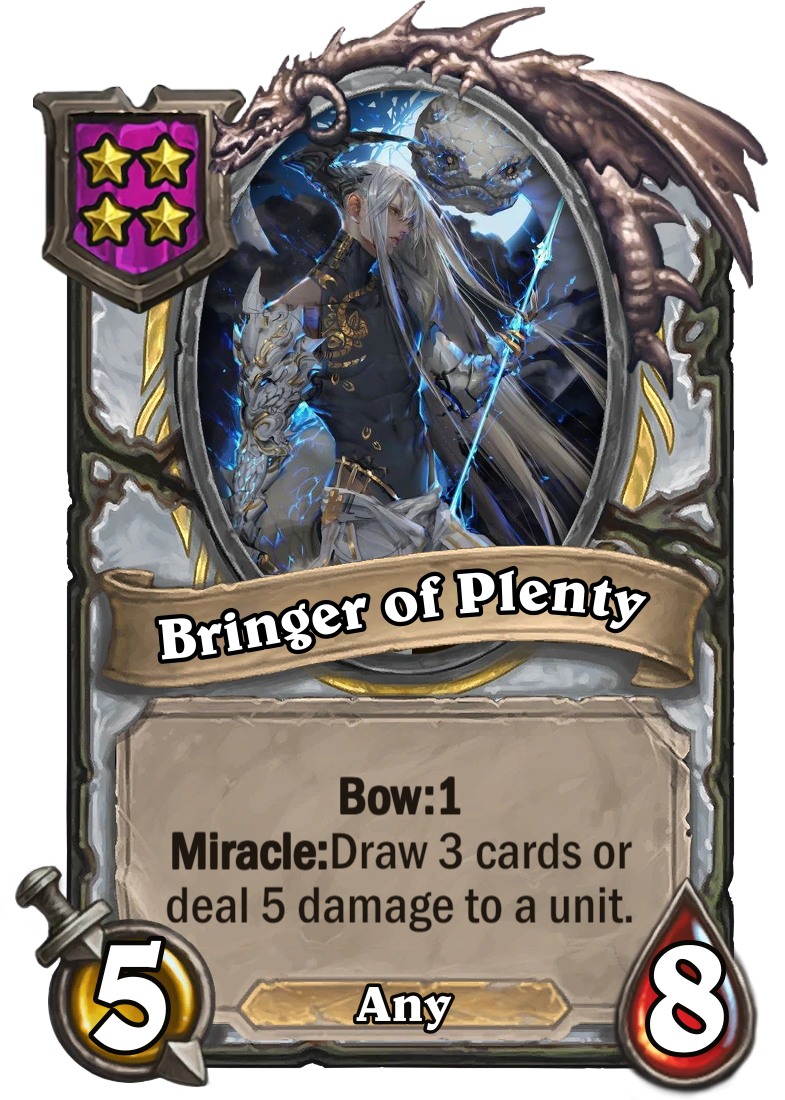 Bringer of Plenty
Bow:1
Miracle:Draw 3 cards or
deal 5 damage to a unit.
5
Any
8